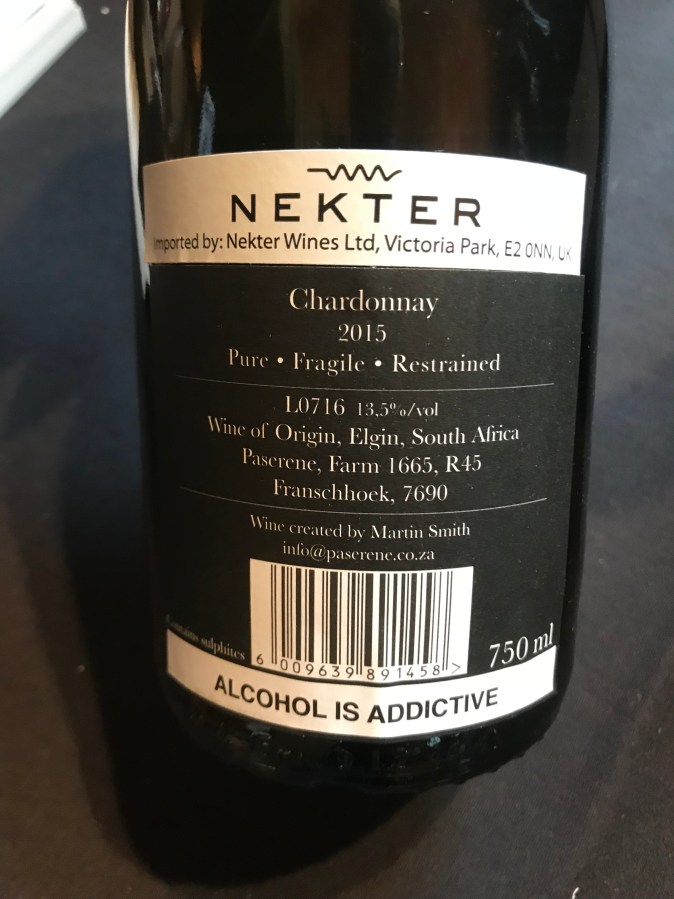 NEKTER
Imported by: Nekter Wines Ltd, Victoria Park, E2 0NN, UK
Chardonnay
2015
Pure • Fragile • Restrained
L0716 13.5%/vol
Wine of Origin, Elgin, South Africa
Paserene, Farm 1665, R45
Franschhoek, 7690
Wine created by Martin Smith
info@paserene.co.za
Contains sulphites
6 009639 891458 >
750 ml
ALCOHOL IS ADDICTIVE